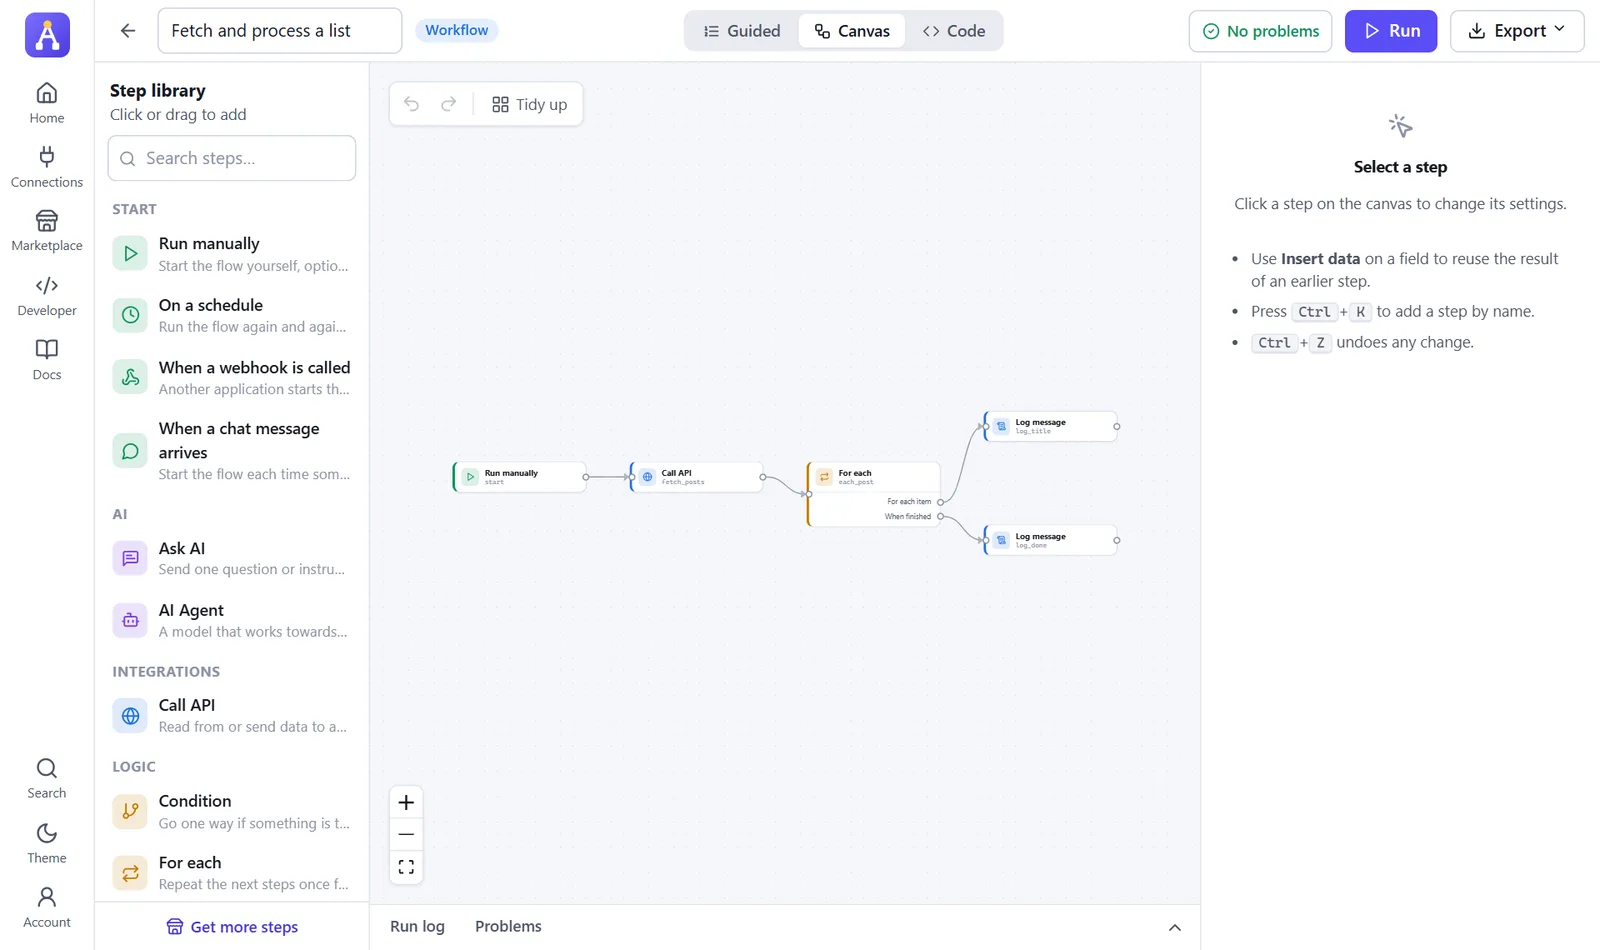 Fetch and process a list
Workflow
Guided
Canvas
Code
No problems
Run
Export
Home
Connections
Marketplace
Developer
Docs
Search
Theme
Account
Step library
Click or drag to add
Search steps...
START
Run manually
Start the flow yourself, optio...
On a schedule
Run the flow again and agai...
When a webhook is called
Another application starts th...
When a chat message
arrives
Start the flow each time som...
AI
Ask AI
Send one question or instru...
AI Agent
A model that works towards...
INTEGRATIONS
Call API
Read from or send data to a...
LOGIC
Condition
Go one way if something is t...
For each
Repeat the next steps once f...
Get more steps
Tidy up
Run manually
start
Call API
fetch_posts
For each
each_post
For each item
When finished
Log message
log_title
Log message
log_done
Run log
Problems
Select a step
Click a step on the canvas to change its settings.
Use Insert data on a field to reuse the result
of an earlier step.
Press Ctrl + K to add a step by name.
Ctrl + Z undoes any change.